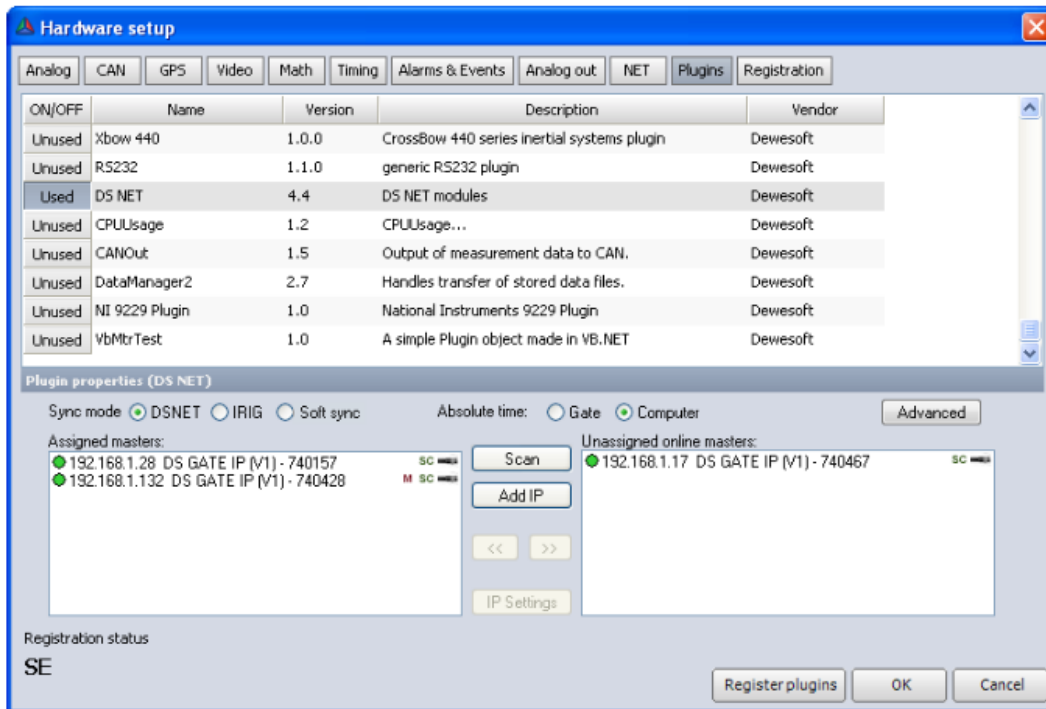 Hardware setup
Analog CAN GPS Video Math Timing Alarms & Events Analog out NET Plugins Registration
ON/OFF Name Version Description Vendor
Unused Xbow 440 1.0.0 CrossBow 440 series inertial systems plugin Dewesoft
Unused RS232 1.1.0 generic RS232 plugin Dewesoft
Used DS NET 4.4 DS NET modules Dewesoft
Unused CPUUsage 1.2 CPUUsage... Dewesoft
Unused CANOut 1.5 Output of measurement data to CAN. Dewesoft
Unused DataManager2 2.7 Handles transfer of stored data files. Dewesoft
Unused NI 9229 Plugin 1.0 National Instruments 9229 Plugin Dewesoft
Unused VbMtrTest 1.0 A simple Plugin object made in VB.NET Dewesoft
Plugin properties (DS NET)
Sync mode DSNET IRIG Soft sync Absolute time: Gate Computer Advanced
Assigned masters: Unassigned online masters:
192.168.1.28 DS GATE IP (V1) - 740157 SC Scan 192.168.1.17 DS GATE IP (V1) - 740467 SC
192.168.1.132 DS GATE IP (V1) - 740428 M SC
Add IP
<< >>
IP Settings
Registration status
SE
Register plugins OK Cancel